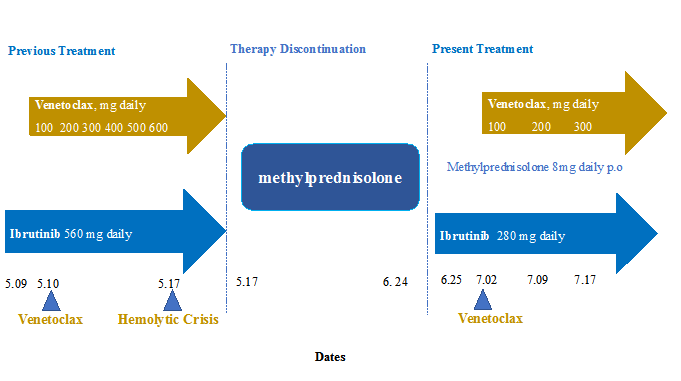 Previous Treatment
Therapy Discontinuation
Present Treatment
Venetoclax, mg daily
100 200 300 400 500 600
Venetoclax, mg daily
100 200 300
methylprednisolone
Methylprednisolone 8mg daily p.o
Ibrutinib 560 mg daily
Ibrutinib 280 mg daily
5.09 5.10 5.17 5.17 6. 24 6.25 7.02 7.09 7.17
Venetoclax Hemolytic Crisis Venetoclax
Dates